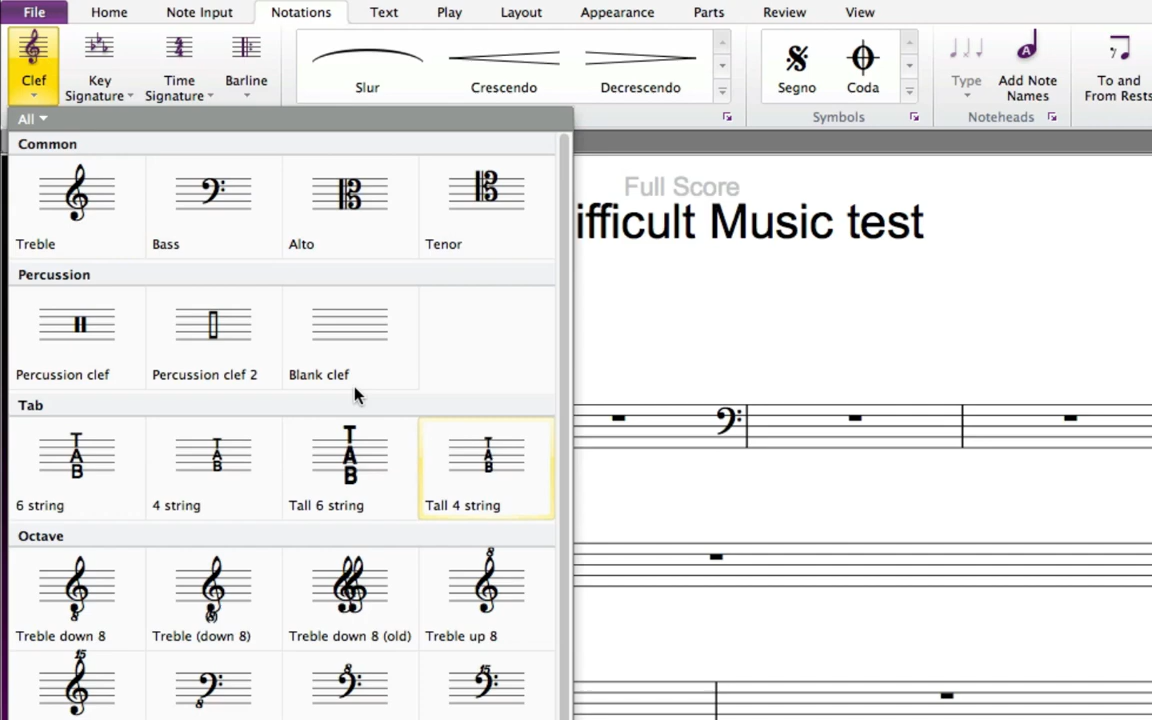 File Home Note Input Notations Text Play Layout Appearance Parts Review View
Clef Key Signature Time Signature Barline Slur Crescendo Decrescendo Segno Coda Type Add Note Names To and From Rests
Symbols Noteheads
All
Common
Treble Bass Alto Tenor
Percussion
Percussion clef Percussion clef 2 Blank clef
Tab
6 string 4 string Tall 6 string Tall 4 string
Octave
Treble down 8 Treble (down 8) Treble down 8 (old) Treble up 8
Full Score
ifficult Music test